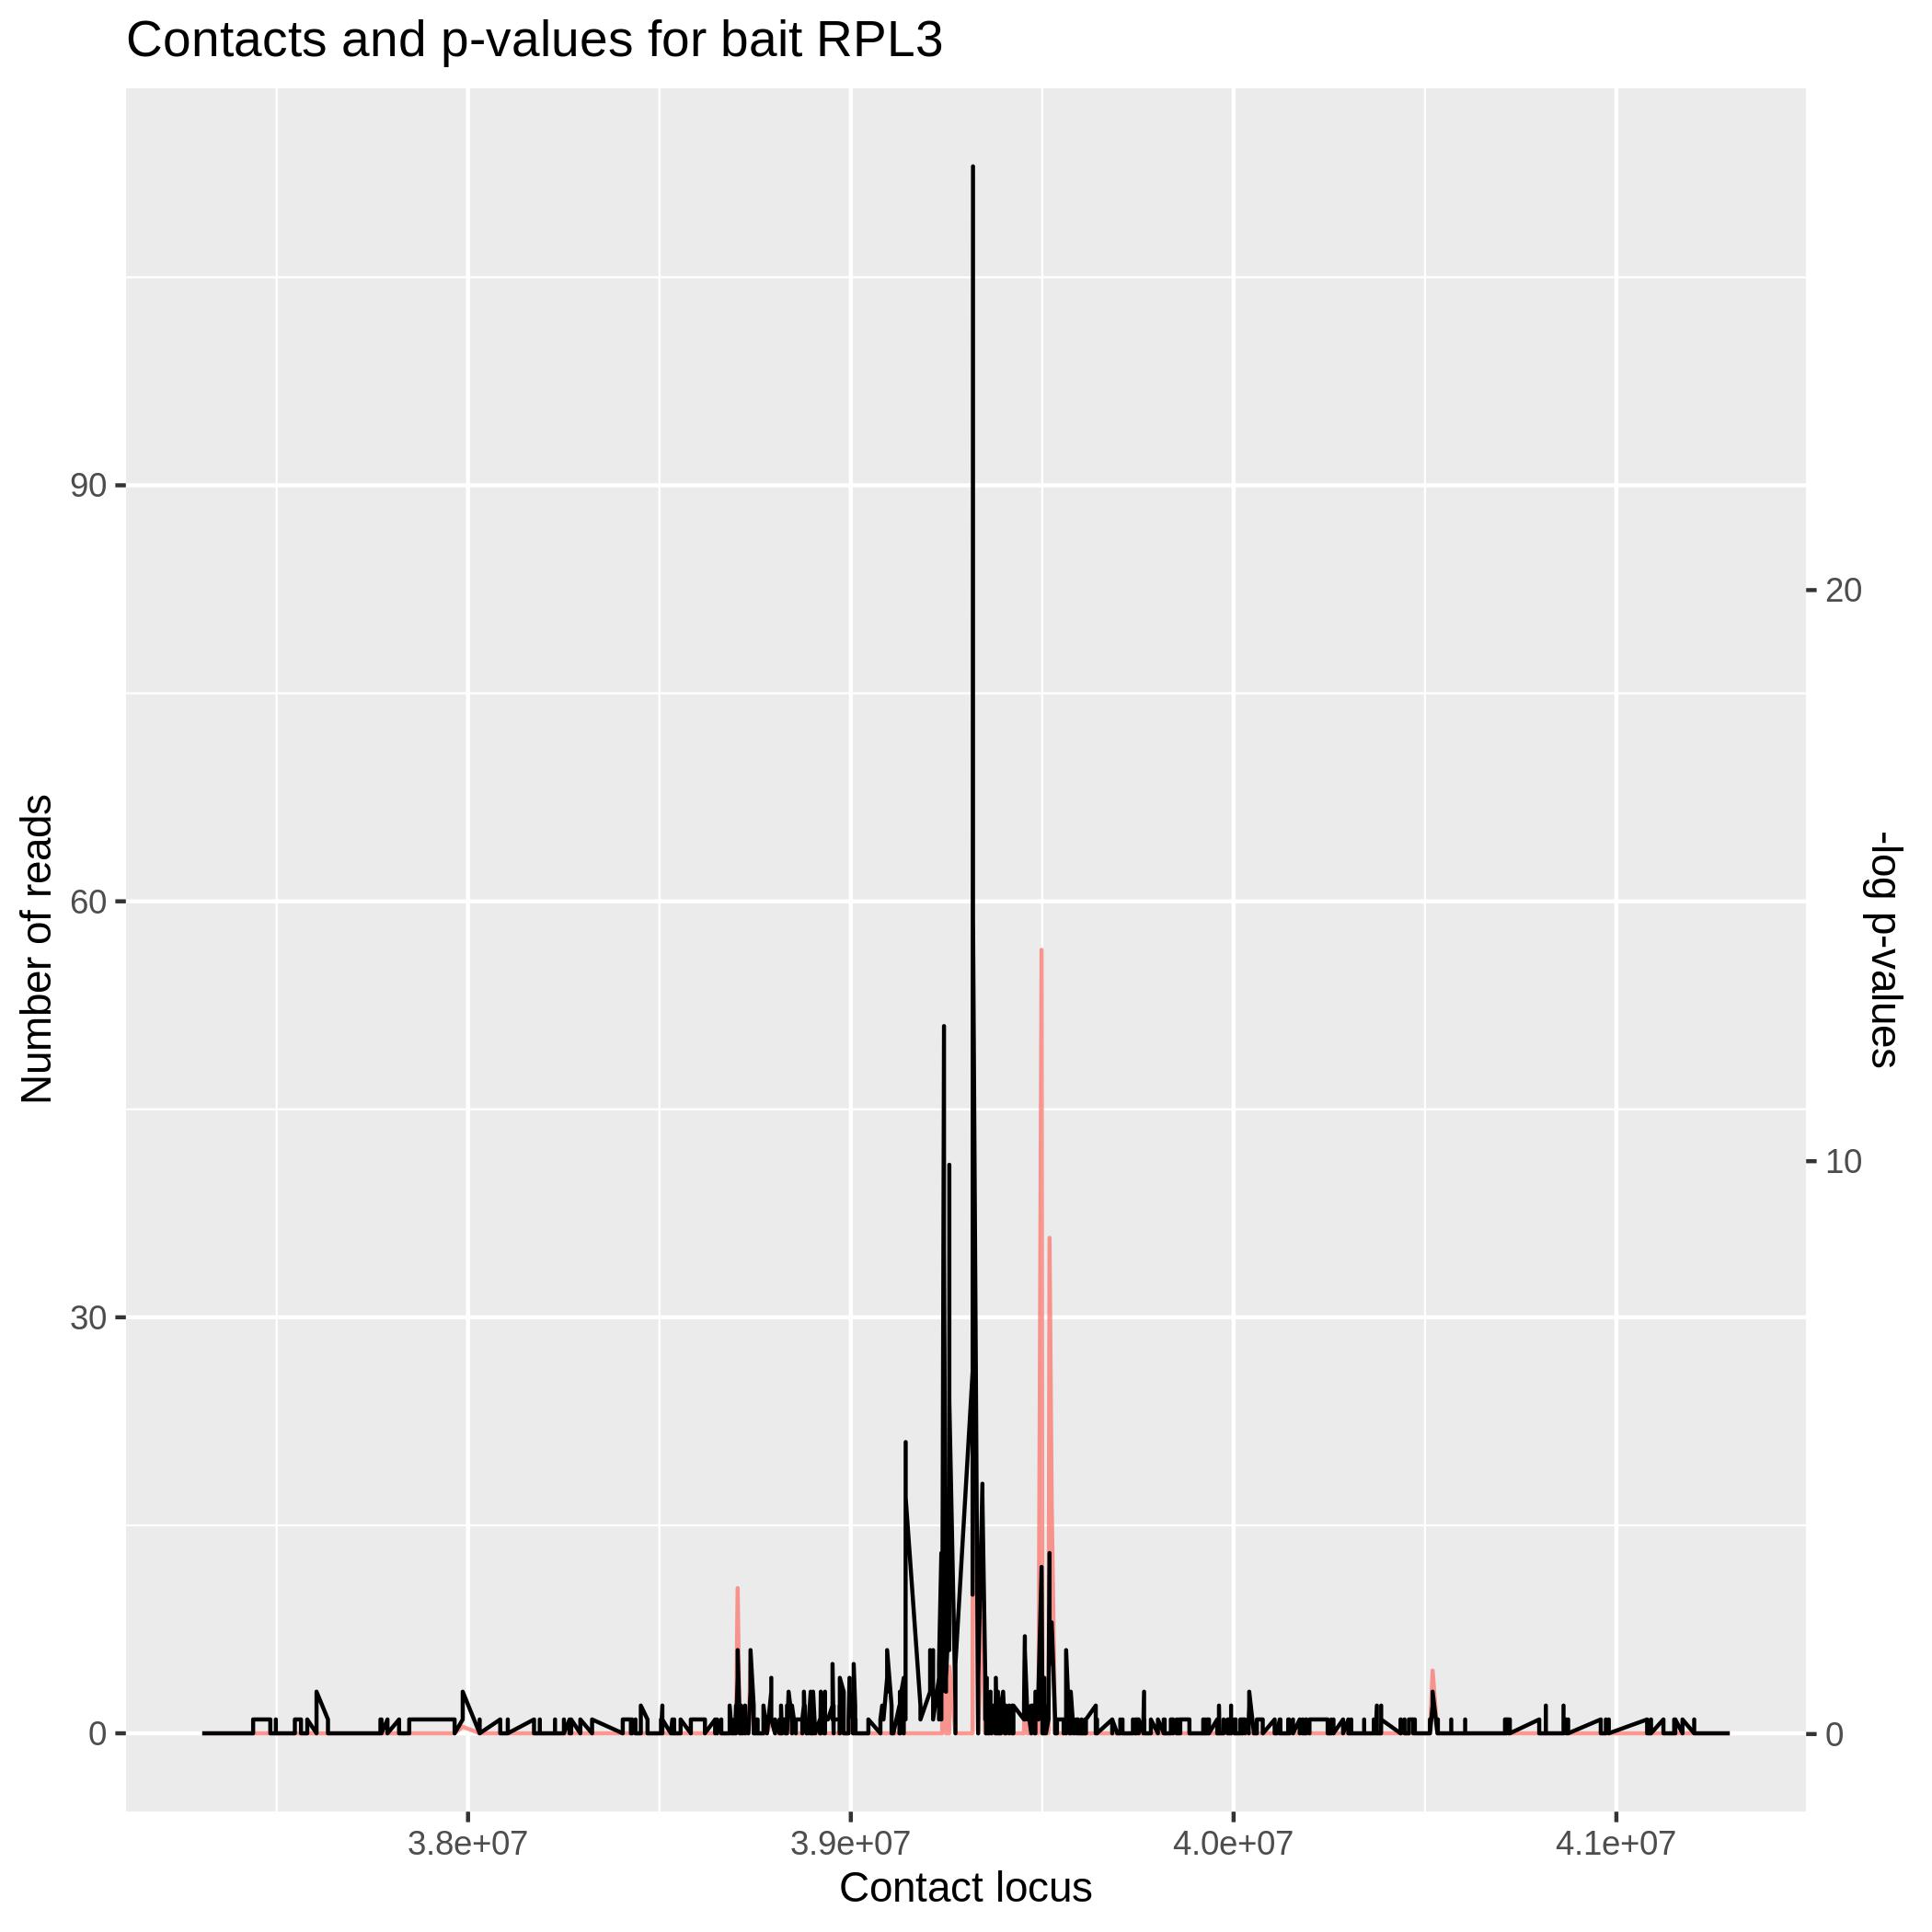 Contacts and p-values for bait RPL3
Number of reads
90
60
30
0
20
10
0
-log p-values
3.8e+07
3.9e+07
4.0e+07
4.1e+07
Contact locus